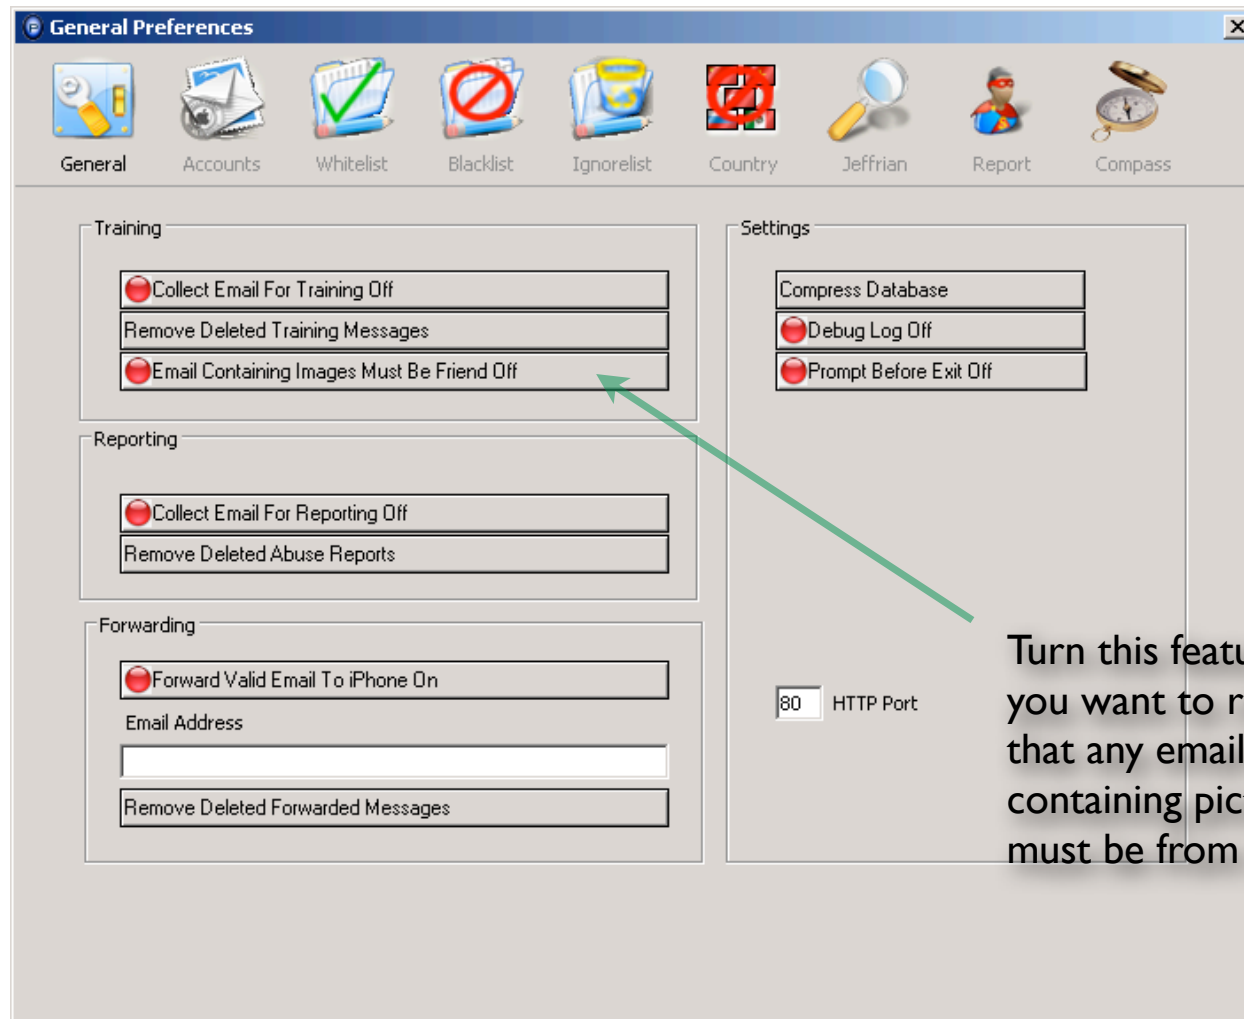 General Preferences
General Accounts Whitelist Blacklist Ignorelist Country Jeffrian Report Compass
Training
Collect Email For Training Off
Remove Deleted Training Messages
Email Containing Images Must Be Friend Off
Reporting
Collect Email For Reporting Off
Remove Deleted Abuse Reports
Forwarding
Forward Valid Email To iPhone On
Email Address
Remove Deleted Forwarded Messages
Settings
Compress Database
Debug Log Off
Prompt Before Exit Off
80 HTTP Port
Turn this
you want to
that any email
containing
must be from